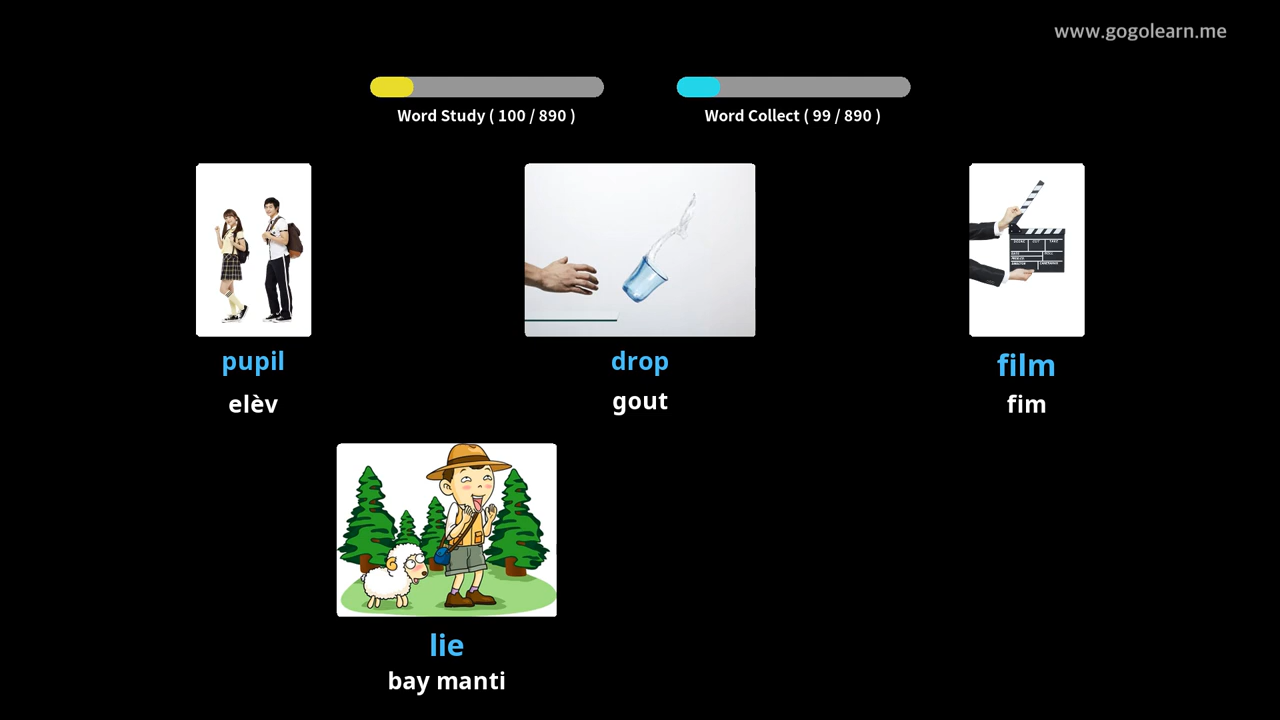 www.gogolearn.me
Word Study ( 100 / 890 )
Word Collect ( 99 / 890 )
pupil
elèv
drop
gout
film
fim
lie
bay manti